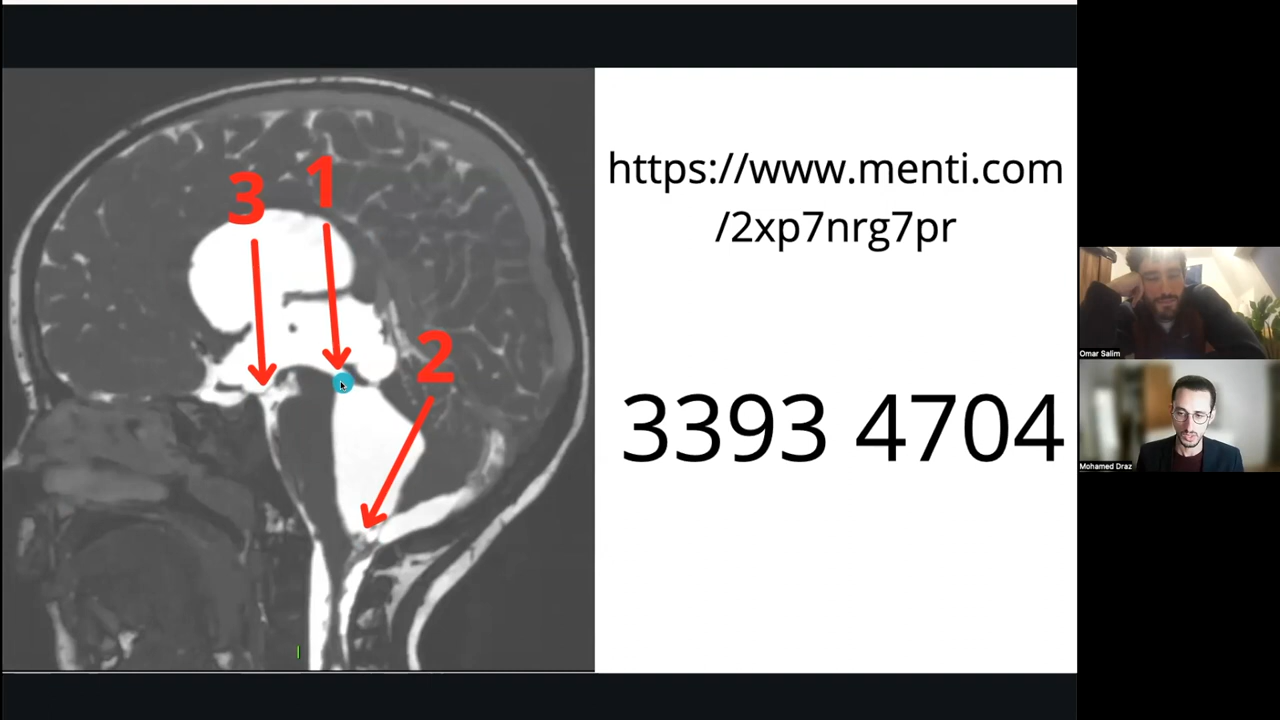 3
1
2
https://www.menti.com
/2xp7nrg7pr
3393 4704
Omar Salim
Mohamed Draz